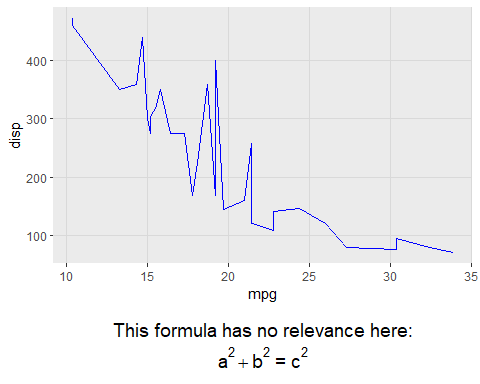 400
300
200
100
disp
10 15 20 25 30 35
mpg
This formula has no relevance here:
a² + b² = c²